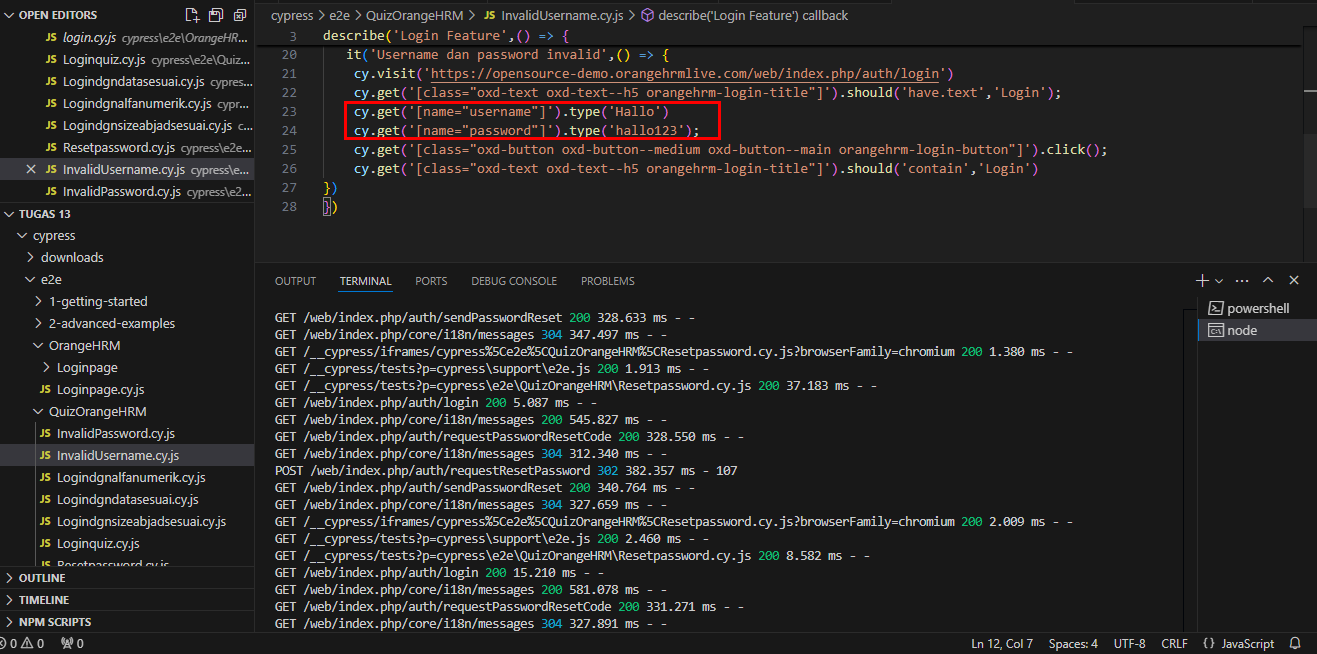 OPEN EDITORS
JS login.cy.js cypress\e2e\OrangeHR...
JS Loginquiz.cy.js cypress\e2e\Quiz...
JS Logindgndatasesuai.cy.js cypres...
JS Logindgnalfanumerik.cy.js cypr...
JS Logindgnsizeabjadsesuai.cy.js c...
JS Resetpassword.cy.js cypress\e2e...
JS InvalidUsername.cy.js cypress\e...
JS InvalidPassword.cy.js cypress\e2...
TUGAS 13
cypress
downloads
e2e
1-getting-started
2-advanced-examples
OrangeHRM
Loginpage
JS Loginpage.cy.js
QuizOrangeHRM
JS InvalidPassword.cy.js
JS InvalidUsername.cy.js
JS Logindgnalfanumerik.cy.js
JS Logindgndatasesuai.cy.js
JS Logindgnsizeabjadsesuai.cy.js
JS Loginquiz.cy.js
JS Resetpassword.cy.js
OUTLINE
TIMELINE
NPM SCRIPTS
cypress > e2e > QuizOrangeHRM > JS InvalidUsername.cy.js > describe('Login Feature') callback
3 describe('Login Feature',() => {
20 it('Username dan password invalid',() => {
21 cy.visit('https://opensource-demo.orangehrmlive.com/web/index.php/auth/login')
22 cy.get('[class="oxd-text oxd-text--h5 orangehrm-login-title"]').should('have.text','Login');
23 cy.get('[name="username"]').type('Hallo')
24 cy.get('[name="password"]').type('hallo123');
25 cy.get('[class="oxd-button oxd-button--medium oxd-button--main orangehrm-login-button"]').click();
26 cy.get('[class="oxd-text oxd-text--h5 orangehrm-login-title"]').should('contain','Login')
27 })
28 })
OUTPUT TERMINAL PORTS DEBUG CONSOLE PROBLEMS
GET /web/index.php/auth/sendPasswordReset 200 328.633 ms - -
GET /web/index.php/core/i18n/messages 304 347.497 ms - -
GET /__cypress/iframes/cypress%5Ce2e%5CQuizOrangeHRM%5CResetpassword.cy.js?browserFamily=chromium 200 1.380 ms - -
GET /__cypress/tests?p=cypress\support\e2e.js 200 1.913 ms - -
GET /__cypress/tests?p=cypress\e2e\QuizOrangeHRM\Resetpassword.cy.js 200 37.183 ms - -
GET /web/index.php/auth/login 200 5.087 ms - -
GET /web/index.php/core/i18n/messages 200 545.827 ms - -
GET /web/index.php/auth/requestPasswordResetCode 200 328.550 ms - -
GET /web/index.php/core/i18n/messages 304 312.340 ms - -
POST /web/index.php/auth/requestResetPassword 302 382.357 ms - 107
GET /web/index.php/auth/sendPasswordReset 200 340.764 ms - -
GET /web/index.php/core/i18n/messages 304 327.659 ms - -
GET /__cypress/iframes/cypress%5Ce2e%5CQuizOrangeHRM%5CResetpassword.cy.js?browserFamily=chromium 200 2.009 ms - -
GET /__cypress/tests?p=cypress\support\e2e.js 200 2.460 ms - -
GET /__cypress/tests?p=cypress\e2e\QuizOrangeHRM\Resetpassword.cy.js 200 8.582 ms - -
GET /web/index.php/auth/login 200 15.210 ms - -
GET /web/index.php/core/i18n/messages 200 581.078 ms - -
GET /web/index.php/auth/requestPasswordResetCode 200 331.271 ms - -
GET /web/index.php/core/i18n/messages 304 327.891 ms - -
powershell
node
0 0 0 Ln 12, Col 7 Spaces: 4 UTF-8 CRLF {} JavaScript